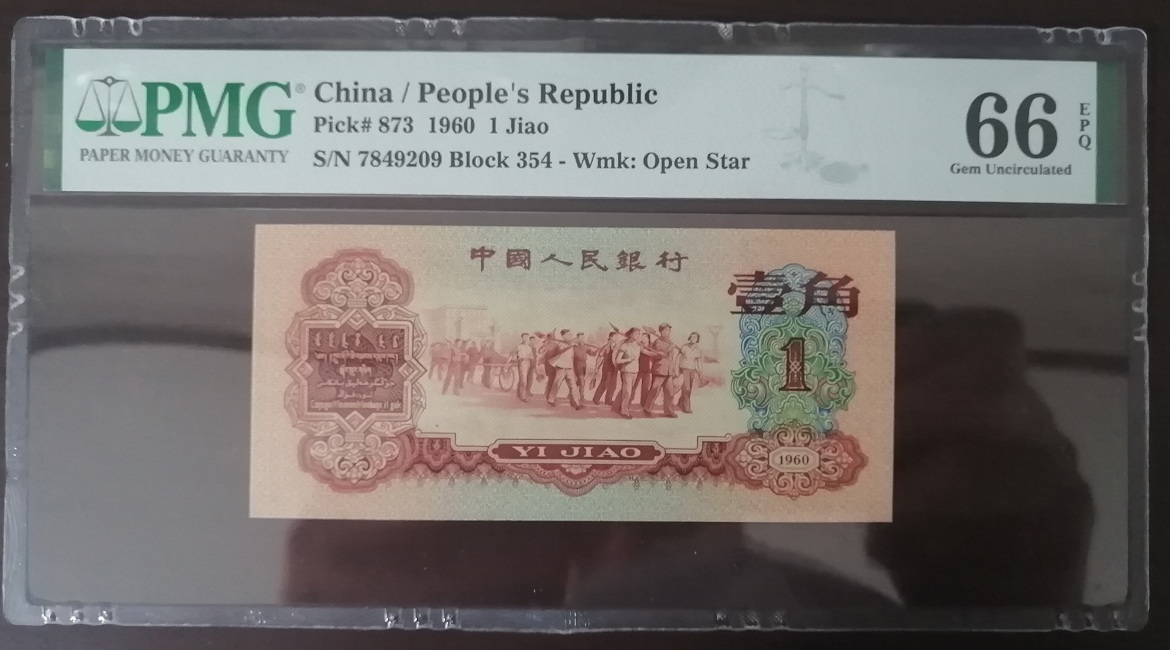 PMG®
PAPER MONEY GUARANTY
China / People's Republic
Pick# 873 1960 1 Jiao
S/N 7849209 Block 354 - Wmk: Open Star
66
EPQ
Gem Uncirculated
中國人民銀行
壹角
1
YI JIAO
1960